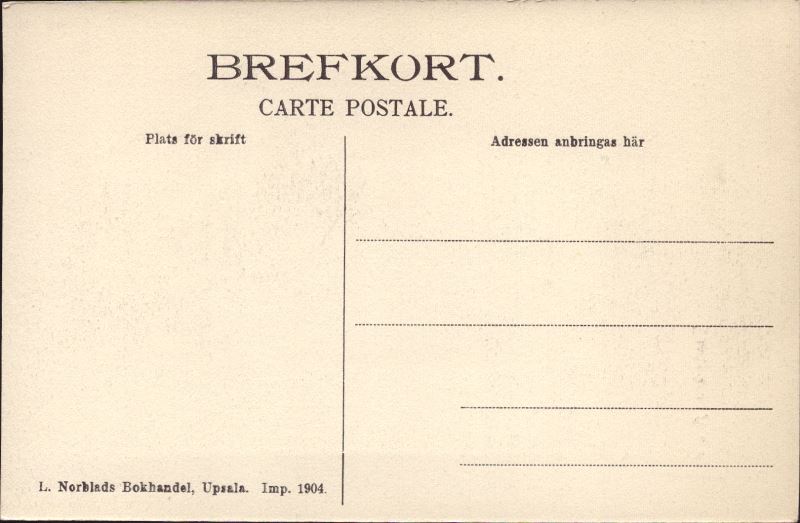 BREFKORT.
CARTE POSTALE.
Plats för skrift
Adressen anbringas här
L. Norblads Bokhandel, Upsala. Imp. 1904.